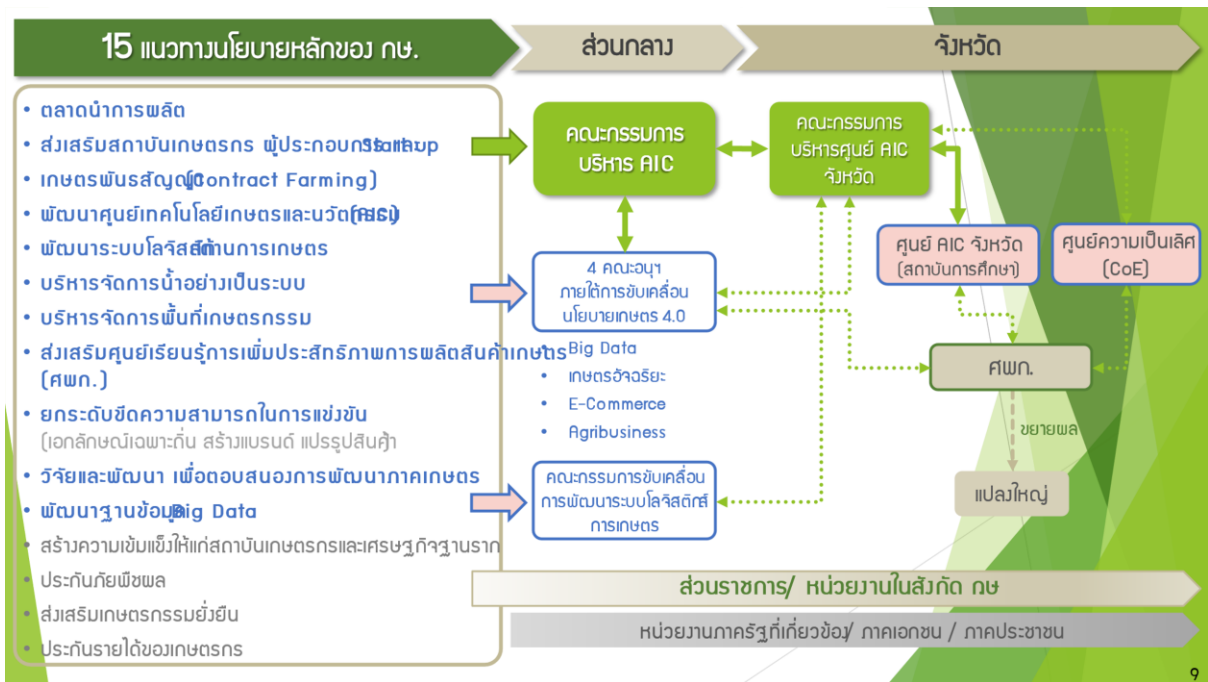 15 แนวทางนโยบายหลักของ กษ.
ส่วนกลาง
จังหวัด
• ตลาดนำการผลิต
• ส่งเสริมสถาบันเกษตรกร ผู้ประกอบการ และ Start up
• เกษตรพันธสัญญา (Contract Farming)
• พัฒนาศูนย์เทคโนโลยีเกษตรและนวัตกรรม (AIC)
• พัฒนาระบบโลจิสติกส์ด้านการเกษตร
• บริหารจัดการน้ำอย่างเป็นระบบ
• บริหารจัดการพื้นที่เกษตรกรรม
• ส่งเสริมศูนย์เรียนรู้การเพิ่มประสิทธิภาพการผลิตสินค้าเกษตร
(ศพก.)
• ยกระดับขีดความสามารถในการแข่งขัน
(เอกลักษณ์เฉพาะถิ่น สร้างแบรนด์ แปรรูปสินค้า)
• วิจัยและพัฒนา เพื่อตอบสนองการพัฒนาภาคเกษตร
• พัฒนาฐานข้อมูล Big Data
• สร้างความเข้มแข็งให้แก่สถาบันเกษตรกรและเศรษฐกิจฐานราก
• ประกันภัยพืชผล
• ส่งเสริมเกษตรกรรมยั่งยืน
• ประกันรายได้ของเกษตรกร
คณะกรรมการ
บริหาร AIC
4 คณะอนุฯ
ภายใต้การขับเคลื่อน
นโยบายเกษตร 4.0
• Big Data
• เกษตรอัจฉริยะ
• E-Commerce
• Agribusiness
คณะกรรมการขับเคลื่อน
การพัฒนาระบบโลจิสติกส์
การเกษตร
คณะกรรมการ
บริหารศูนย์ AIC
จังหวัด
ศูนย์ AIC จังหวัด
(สถาบันการศึกษา)
ศูนย์ความเป็นเลิศ
(CoE)
ศพก.
ขยายผล
แปลงใหญ่
ส่วนราชการ/ หน่วยงานในสังกัด กษ
หน่วยงานภาครัฐที่เกี่ยวข้อง/ ภาคเอกชน / ภาคประชาชน
9